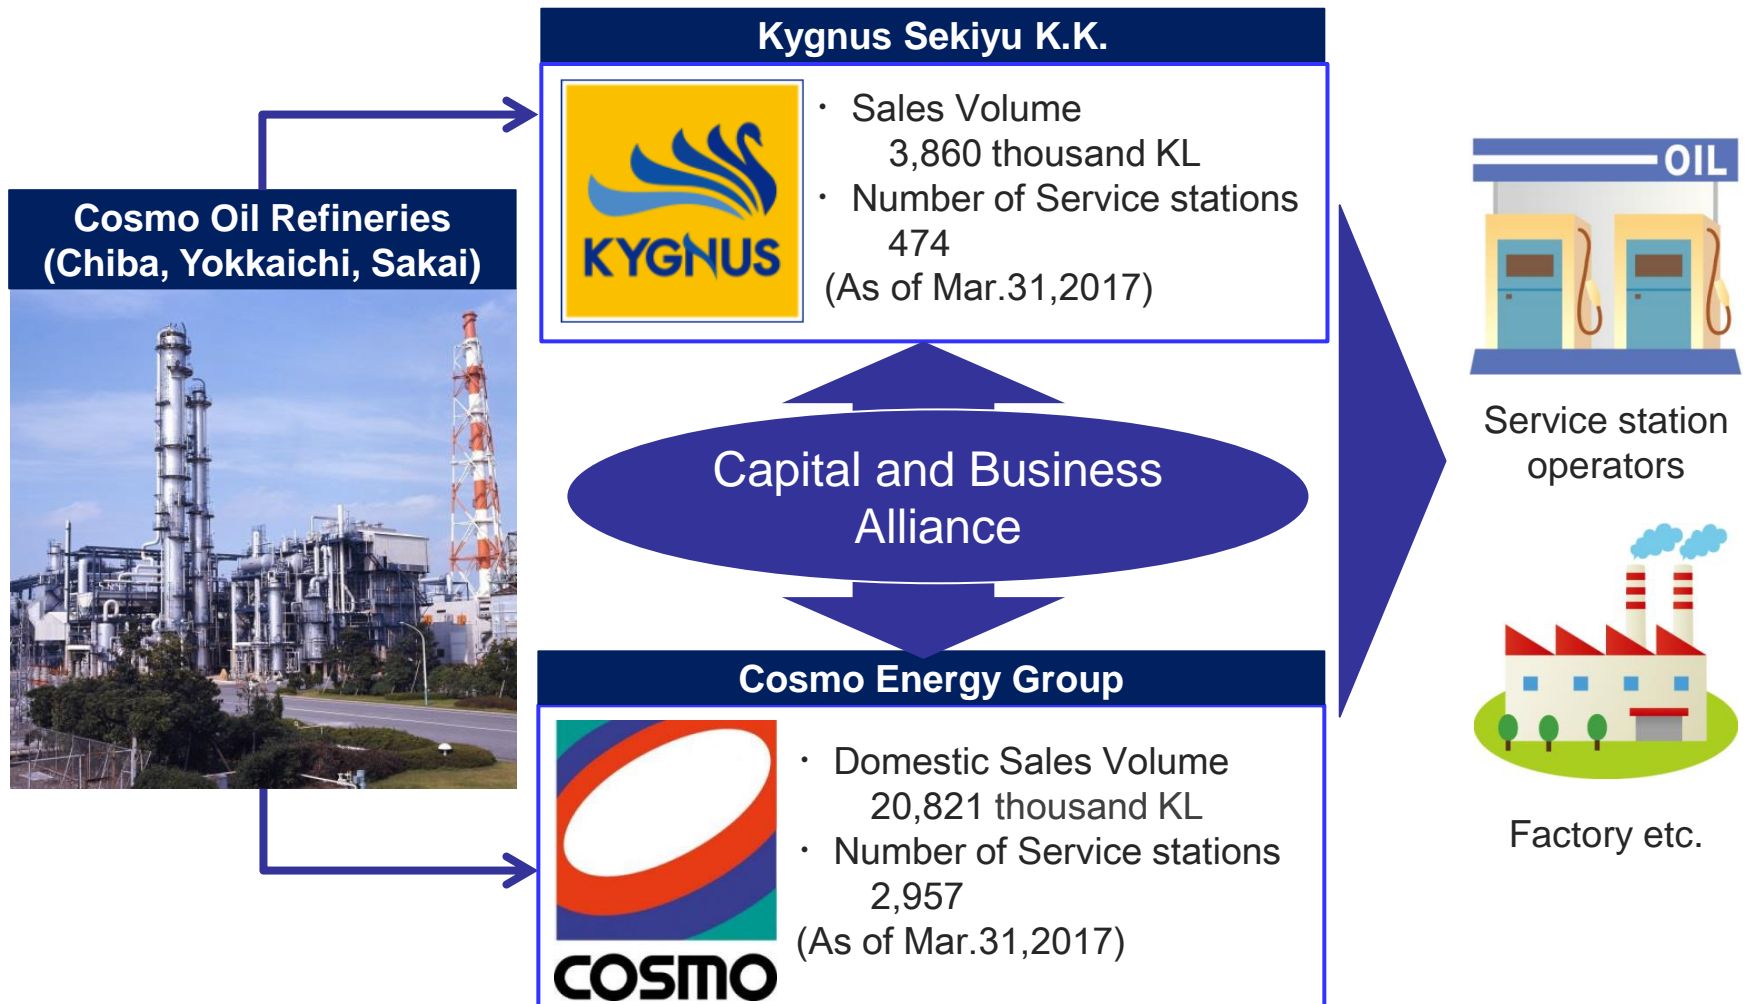 Kygnus Sekiyu K.K.
KYGNUS
・ Sales Volume
3,860 thousand KL
・ Number of Service stations
474
(As of Mar.31,2017)
Cosmo Oil Refineries
(Chiba, Yokkaichi, Sakai)
Capital and Business
Alliance
Cosmo Energy Group
COSMO
・ Domestic Sales Volume
20,821 thousand KL
・ Number of Service stations
2,957
(As of Mar.31,2017)
OIL
Service station
operators
Factory etc.